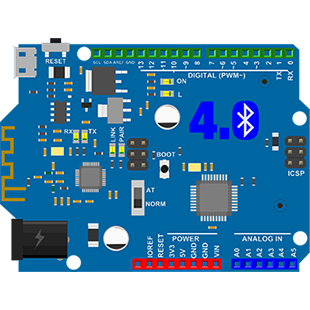 RESET
SCL SDA AREF GND 13 12 11 10 9 8 7 6 5 4 3 2 1 0
TX RX
DIGITAL (PWM~)
ON
L
4.0
RX TX
LINK
PAIR
BOOT
ICSP
AT
NORM
POWER
ANALOG IN
IOREF
RESET
3V3
5V
GND
GND
VIN
A0
A1
A2
A3
A4
A5